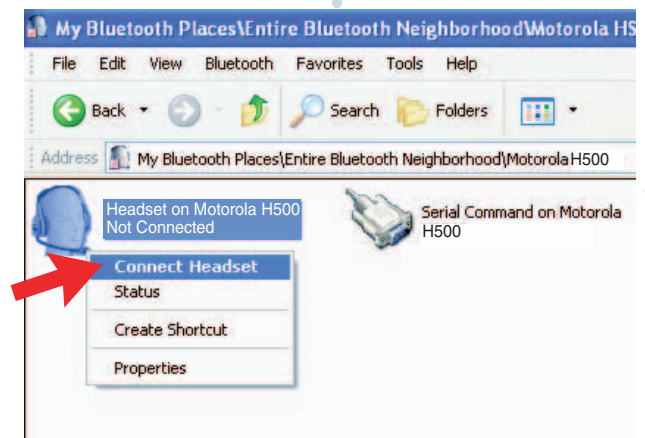 My Bluetooth Places\Entire Bluetooth Neighborhood\Motorola HS
File Edit View Bluetooth Favorites Tools Help
Back Search Folders
Address My Bluetooth Places\Entire Bluetooth Neighborhood\Motorola H500
Headset on Motorola H500
Not Connected
Serial Command on Motorola
H500
Connect Headset
Status
Create Shortcut
Properties